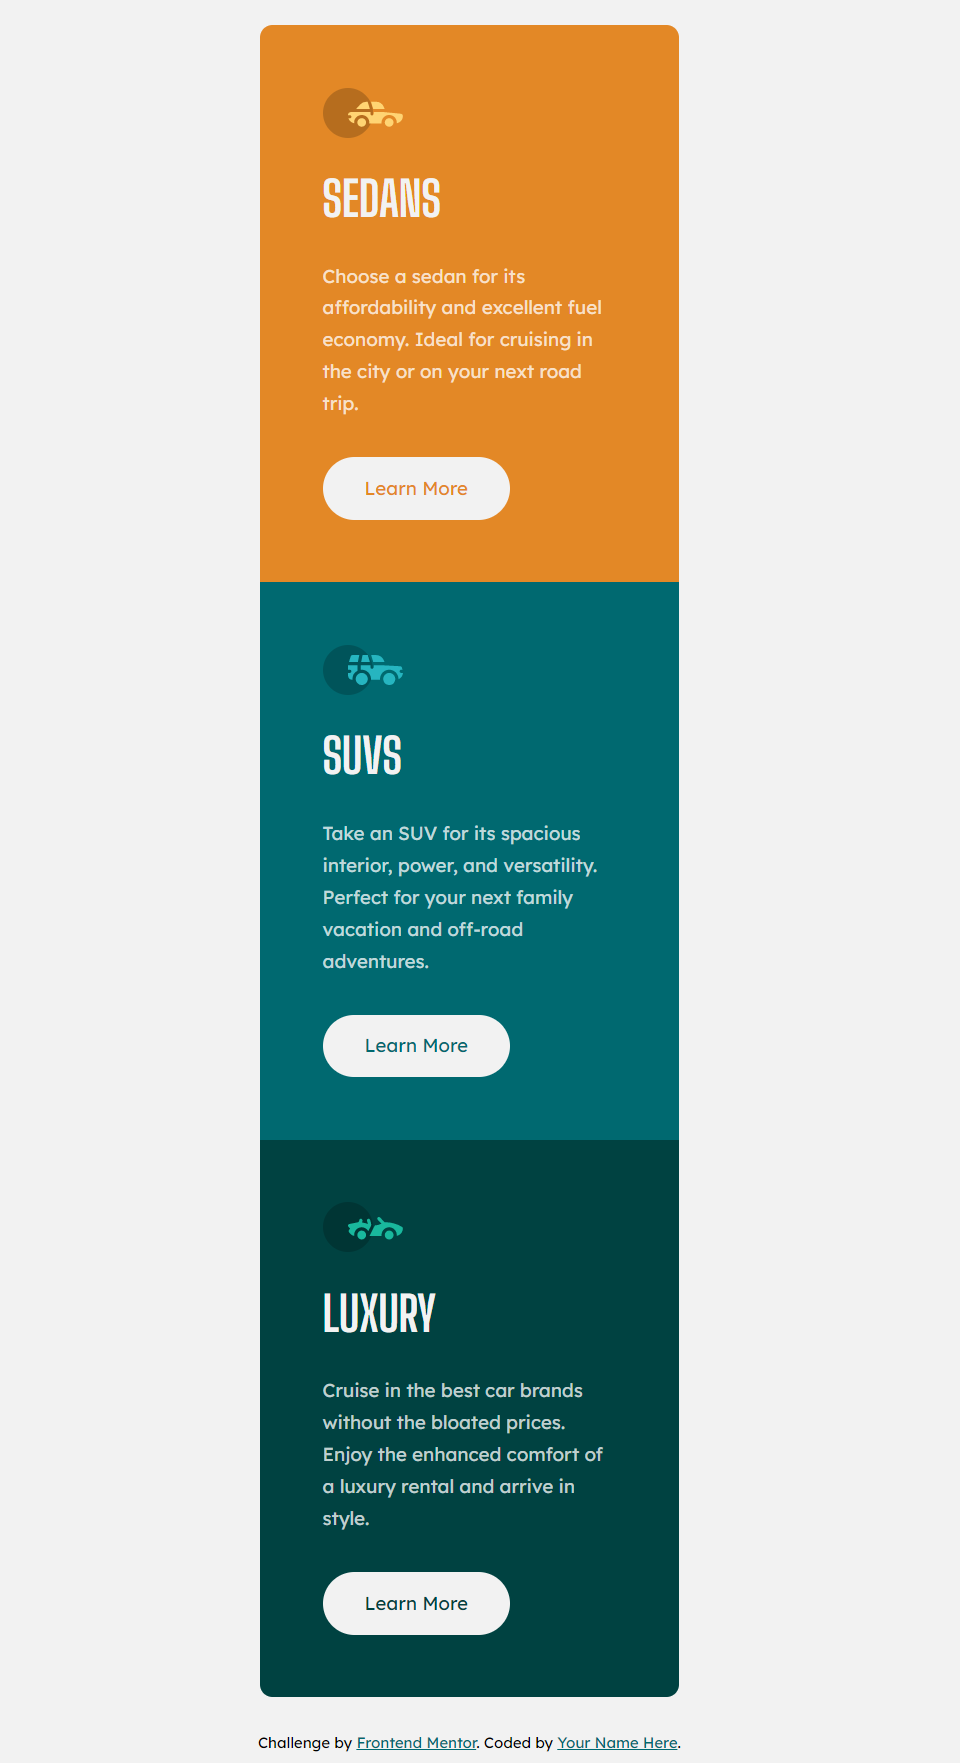 SEDANS
Choose a sedan for its
affordability and excellent fuel
economy. Ideal for cruising in
the city or on your next road
trip.
Learn More
SUVS
Take an SUV for its spacious
interior, power, and versatility.
Perfect for your next family
vacation and off-road
adventures.
Learn More
LUXURY
Cruise in the best car brands
without the bloated prices.
Enjoy the enhanced comfort of
a luxury rental and arrive in
style.
Learn More
Challenge by Frontend Mentor. Coded by Your Name Here.